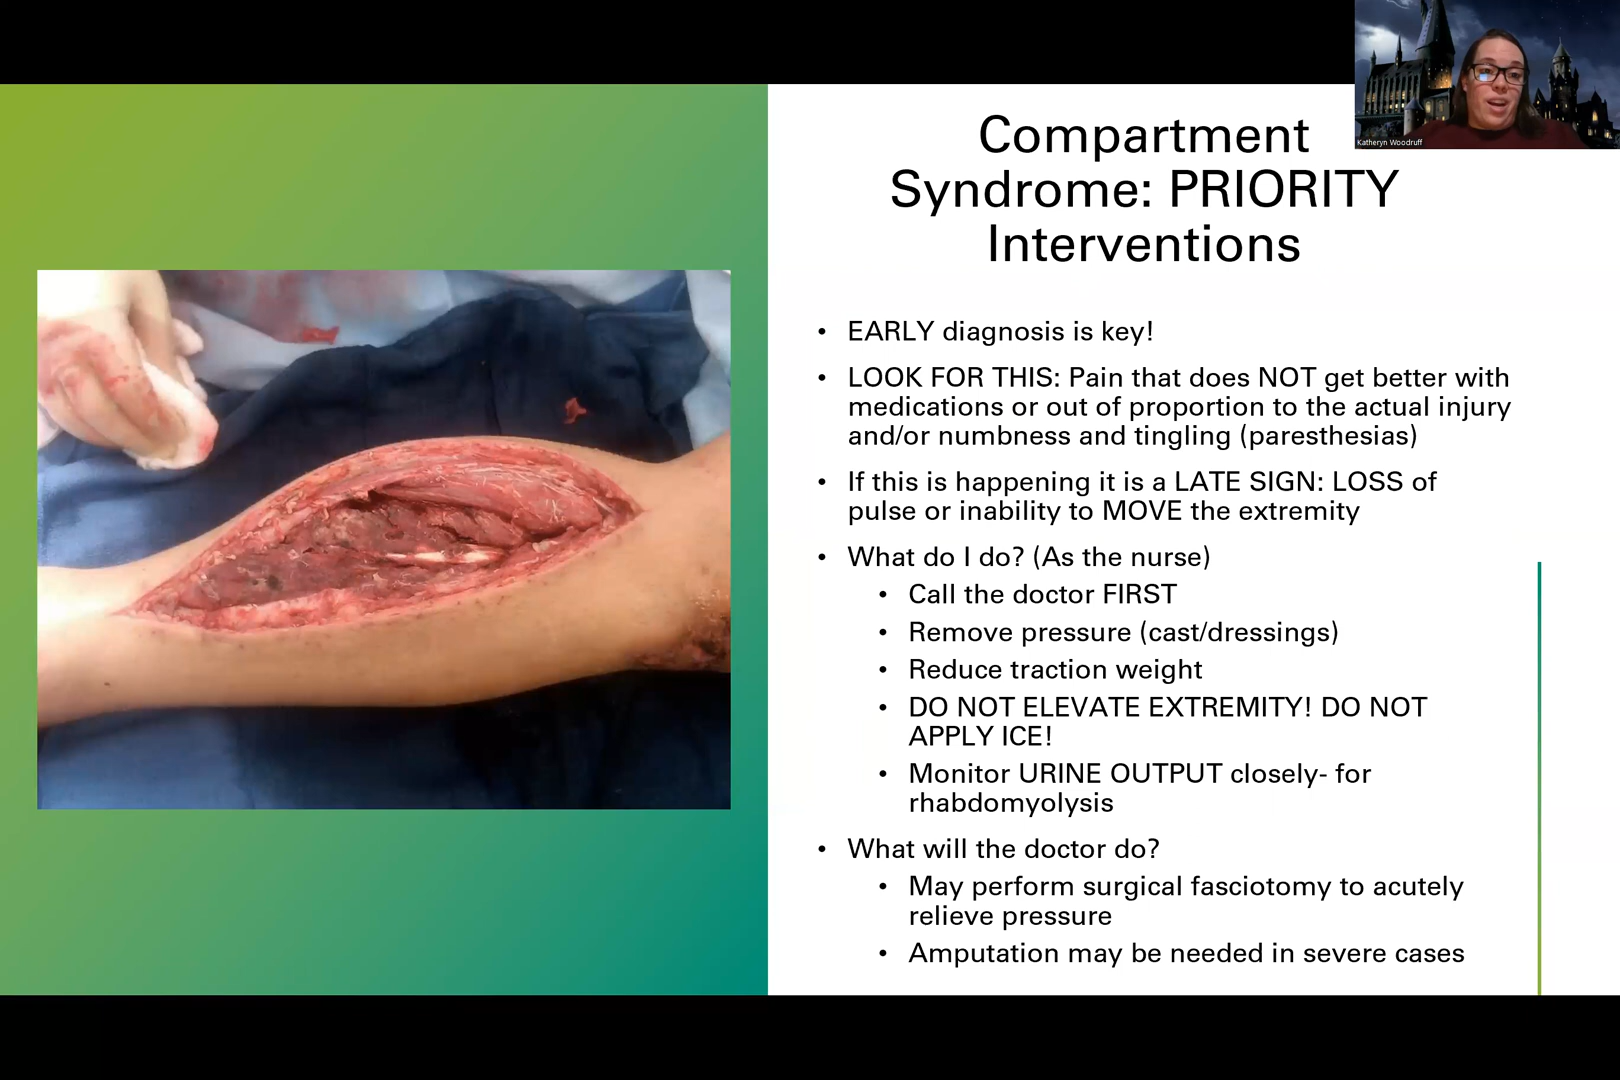 Compartment
Syndrome: PRIORITY
Interventions
Katheryn Woodruff
• EARLY diagnosis is key!
• LOOK FOR THIS: Pain that does NOT get better with
medications or out of proportion to the actual injury
and/or numbness and tingling (paresthesias)
• If this is happening it is a LATE SIGN: LOSS of
pulse or inability to MOVE the extremity
• What do I do? (As the nurse)
• Call the doctor FIRST
• Remove pressure (cast/dressings)
• Reduce traction weight
• DO NOT ELEVATE EXTREMITY! DO NOT
APPLY ICE!
• Monitor URINE OUTPUT closely- for
rhabdomyolysis
• What will the doctor do?
• May perform surgical fasciotomy to acutely
relieve pressure
• Amputation may be needed in severe cases